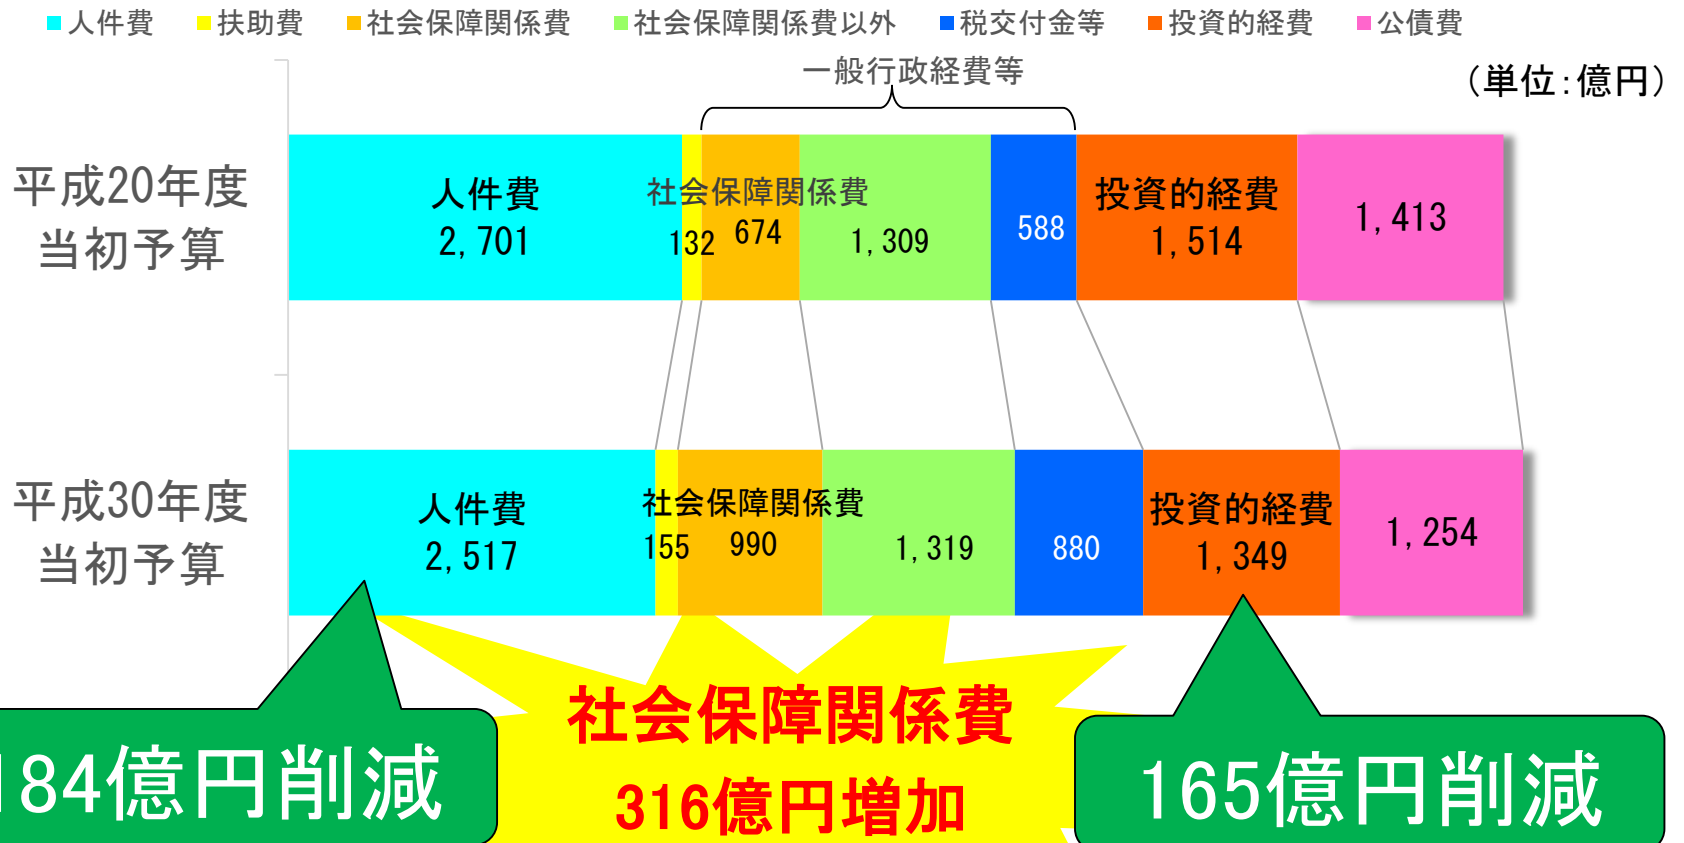 人件費 扶助費 社会保障関係費 社会保障関係費以外 税交付金等 投資的経費 公債費
一般行政経費等
（単位:億円）
平成20年度
当初予算
人件費
2,701
132
社会保障関係費
674
1,309
588
投資的経費
1,514
1,413
平成30年度
当初予算
人件費
2,517
155
社会保障関係費
990
1,319
880
投資的経費
1,349
1,254
184億円削減
社会保障関係費
316億円増加
165億円削減